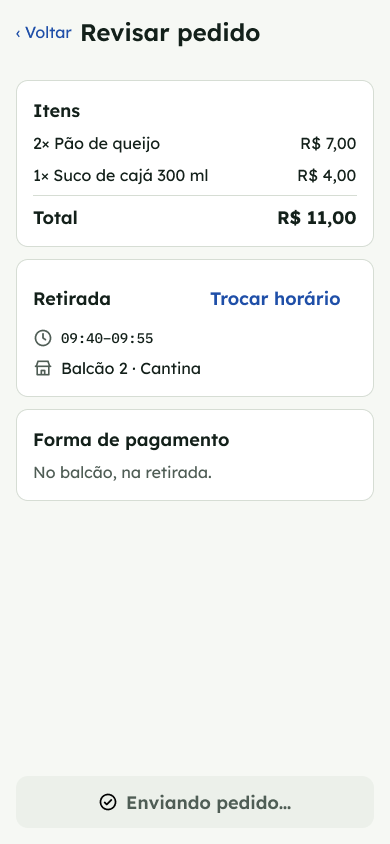 ‹ Voltar Revisar pedido
Itens
2× Pão de queijo R$ 7,00
1× Suco de cajá 300 ml R$ 4,00
Total R$ 11,00
Retirada Trocar horário
09:40–09:55
Balcão 2 · Cantina
Forma de pagamento
No balcão, na retirada.
Enviando pedido…